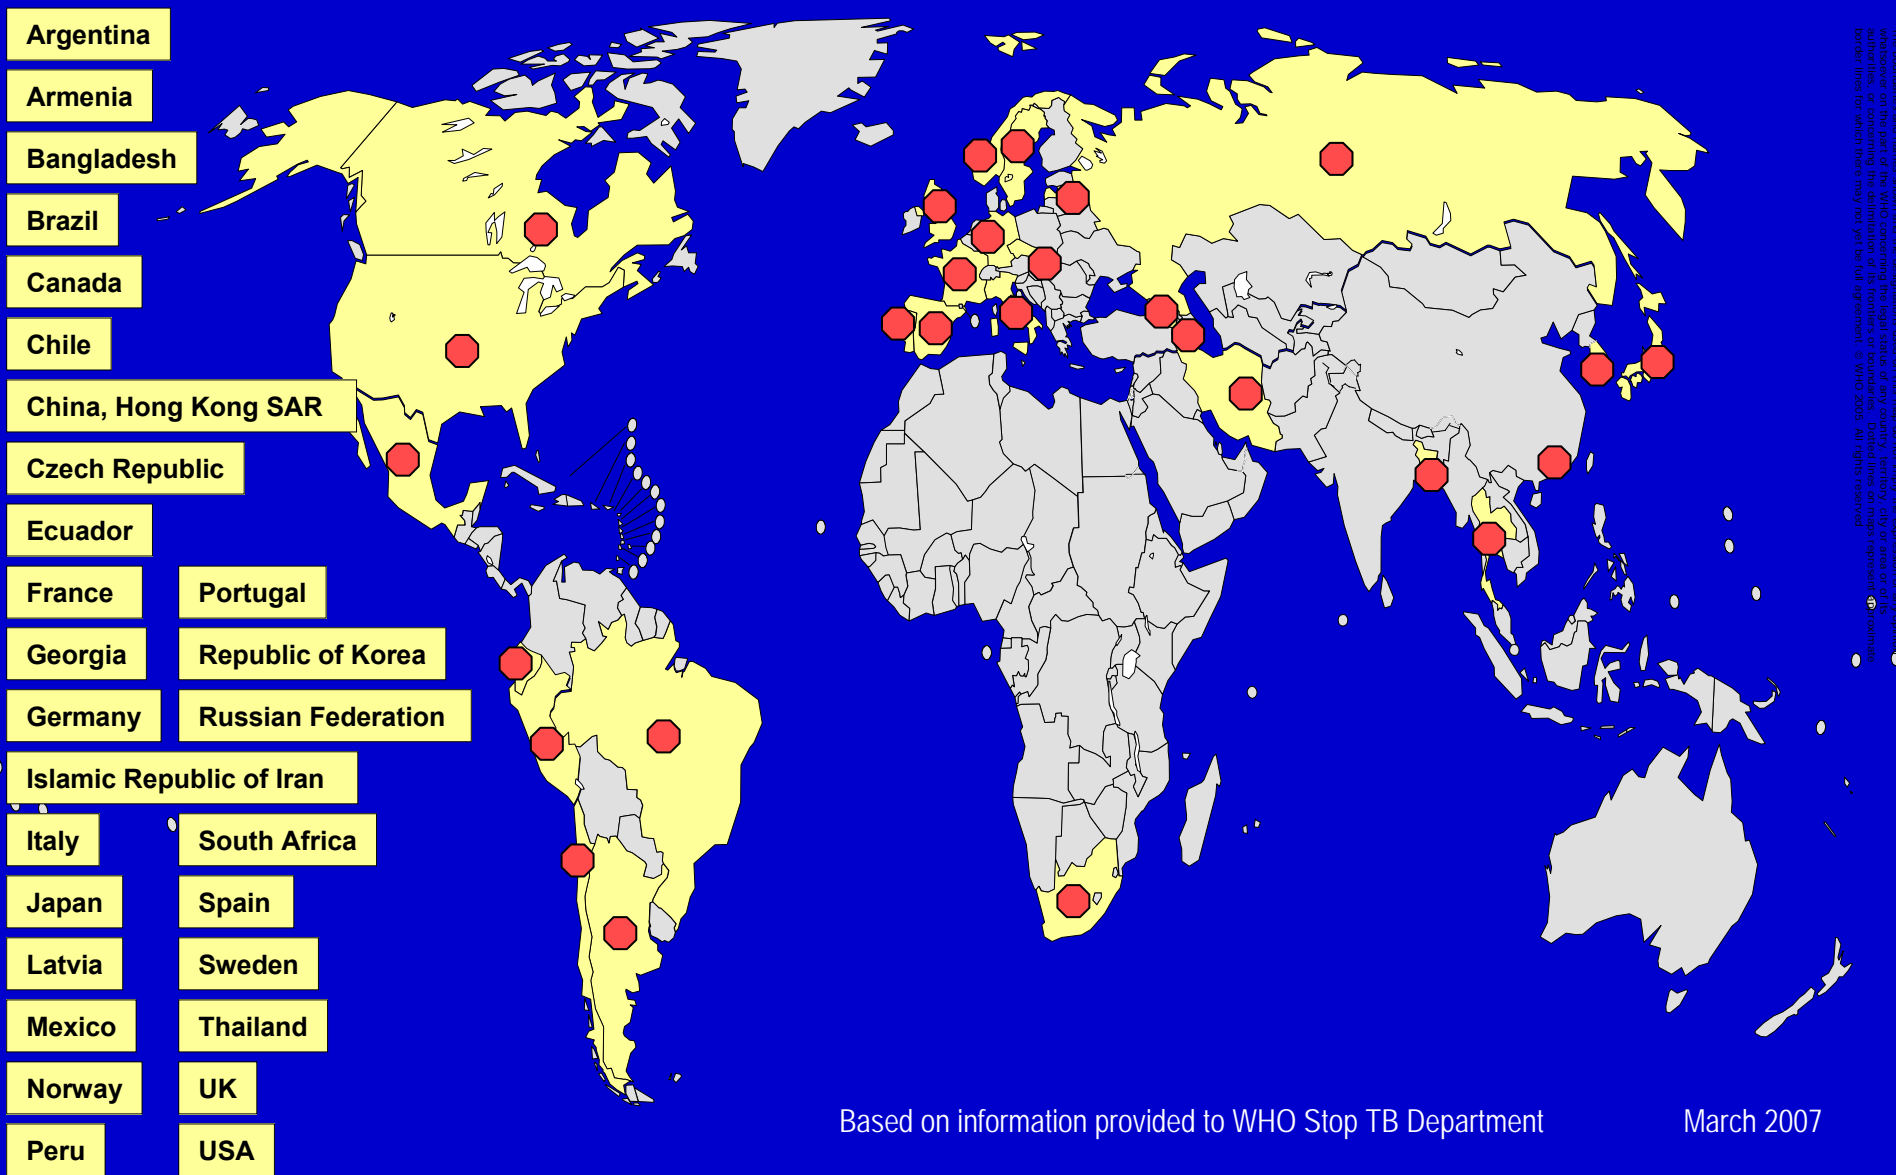 Argentina
Armenia
Bangladesh
Brazil
Canada
Chile
China, Hong Kong SAR
Czech Republic
Ecuador
France
Portugal
Georgia
Republic of Korea
Germany
Russian Federation
Islamic Republic of Iran
Italy
South Africa
Japan
Spain
Latvia
Sweden
Mexico
Thailand
Norway
UK
Peru
USA
Based on information provided to WHO Stop TB Department
March 2007